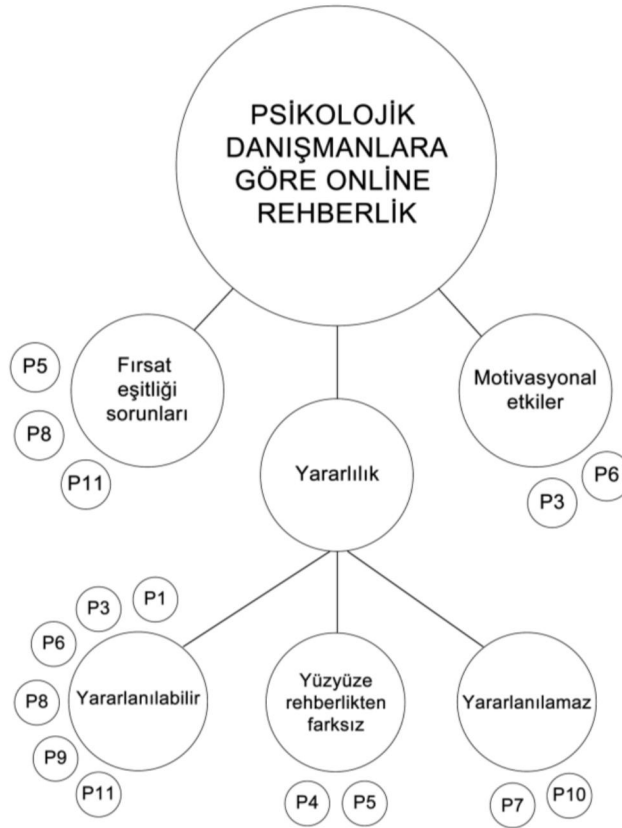 PSİKOLOJİK
DANIŞMANLARA
GÖRE ONLINE
REHBERLİK
Fırsat
eşitliği
sorunları
P5
P8
P11
Motivasyonal
etkiler
P6
P3
Yararlılık
P1
P3
P6
P8
P9
P11
Yararlanılabilir
Yüzyüze
rehberlikten
farksız
P4
P5
Yararlanılamaz
P7
P10